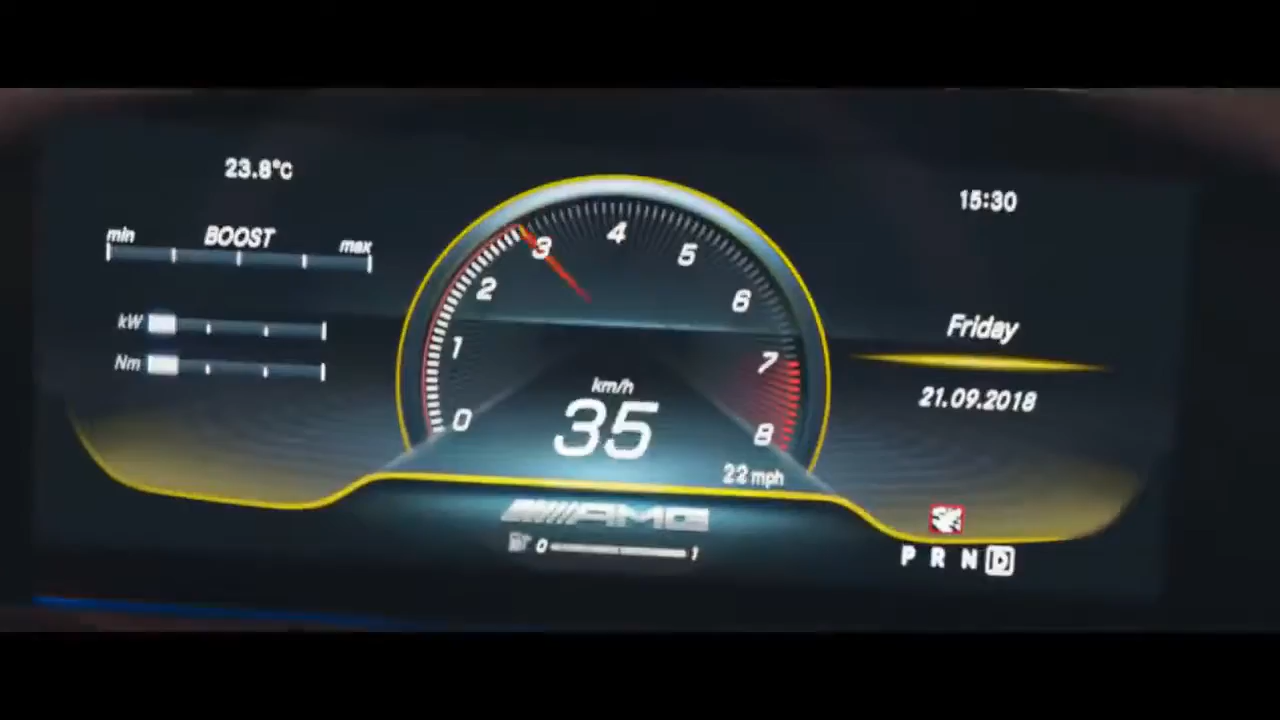 23.8°C
15:30
min BOOST max
kW
Nm
0 1 2 3 4 5 6 7 8
km/h
35
22 mph
Friday
21.09.2018
AMG
0 1
P R N D